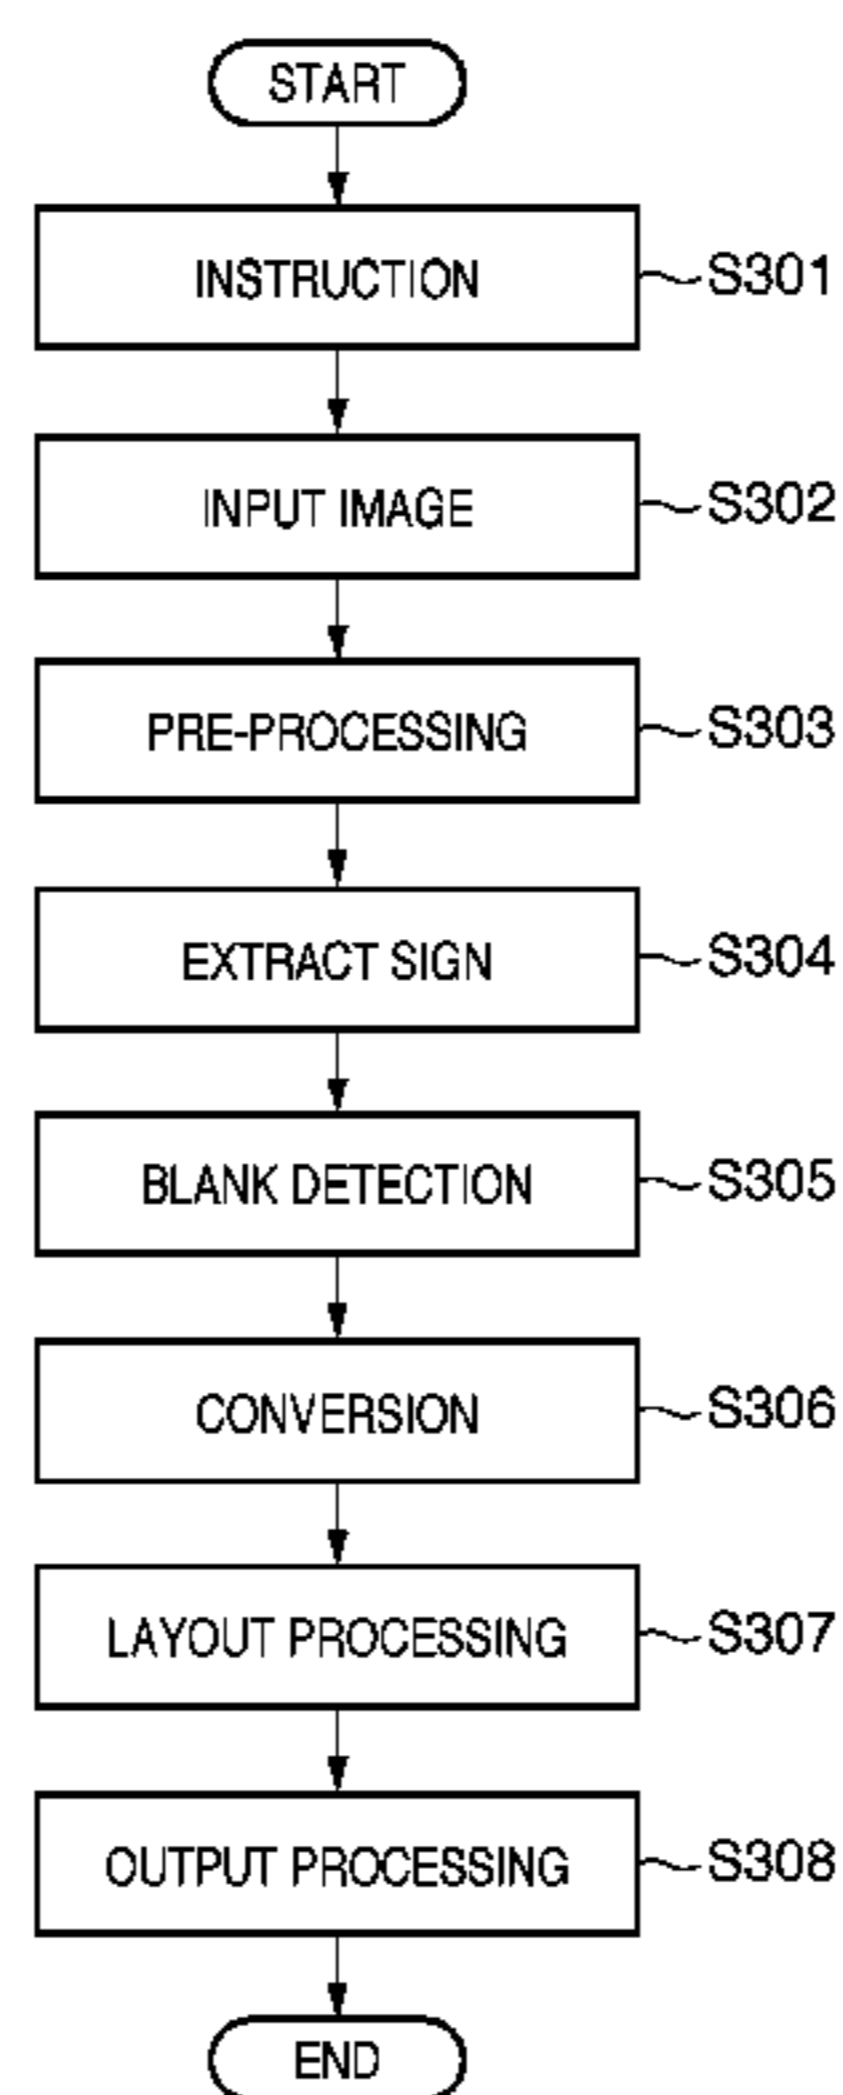 START
INSTRUCTION S301
INPUT IMAGE S302
PRE-PROCESSING S303
EXTRACT SIGN S304
BLANK DETECTION S305
CONVERSION S306
LAYOUT PROCESSING S307
OUTPUT PROCESSING S308
END